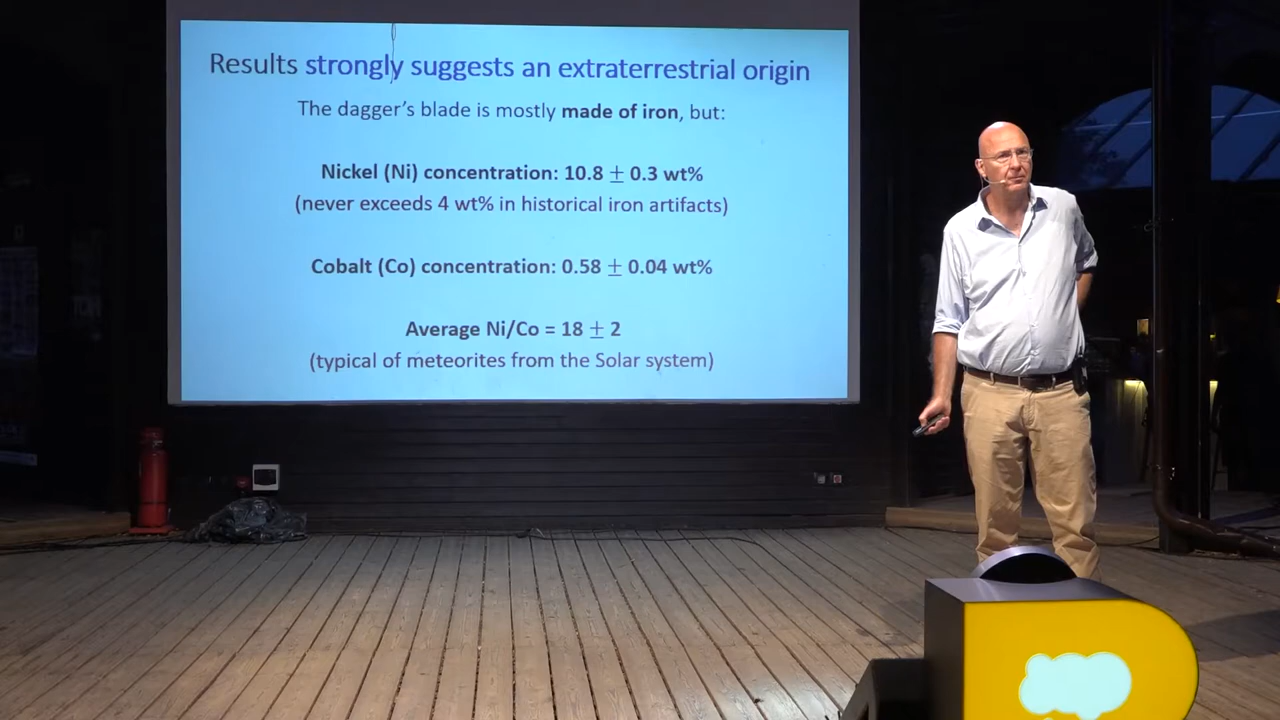 Results strongly suggests an extraterrestrial origin
The dagger's blade is mostly made of iron, but:
Nickel (Ni) concentration: 10.8 ± 0.3 wt%
(never exceeds 4 wt% in historical iron artifacts)
Cobalt (Co) concentration: 0.58 ± 0.04 wt%
Average Ni/Co = 18 ± 2
(typical of meteorites from the Solar system)